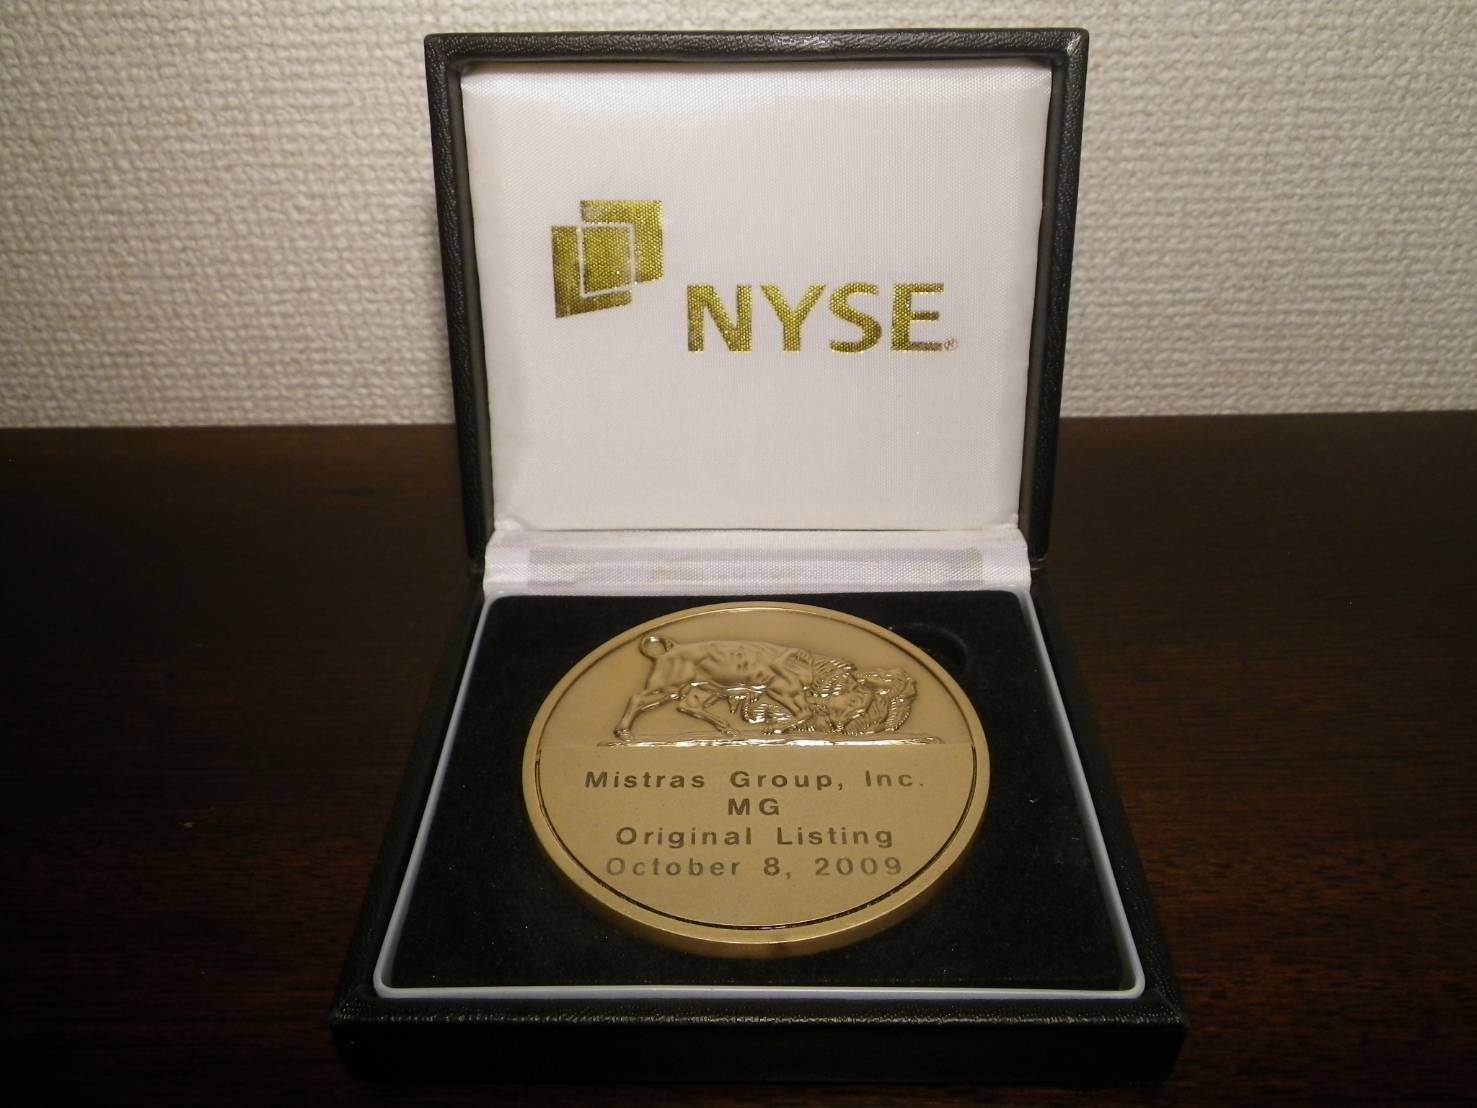 NYSE®
Mistras Group, Inc.
MG
Original Listing
October 8, 2009